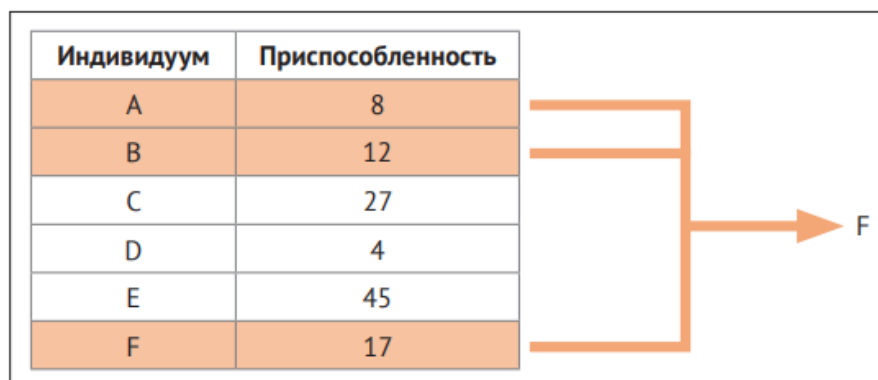 Индивидуум Приспособленность
A 8
B 12
C 27
D 4
E 45
F 17
F